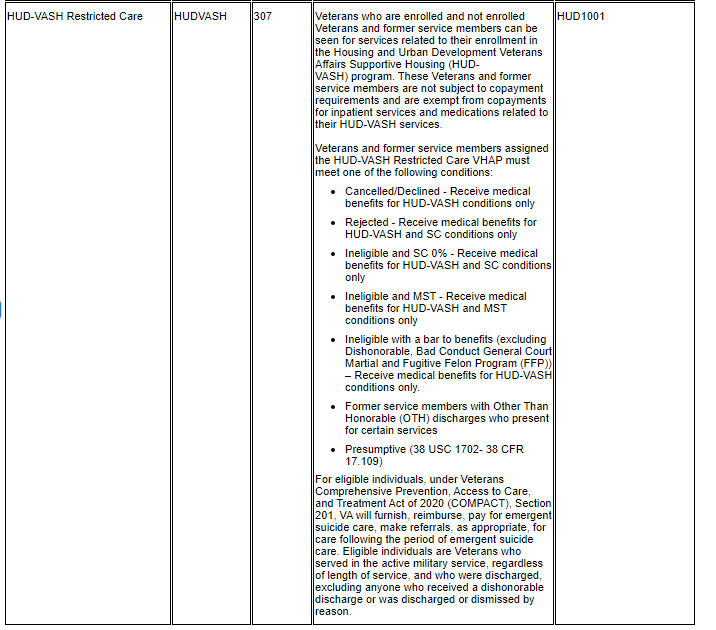 HUD-VASH Restricted Care
HUDVASH
307
Veterans who are enrolled and not enrolled
Veterans and former service members can be
seen for services related to their enrollment in
the Housing and Urban Development Veterans
Affairs Supportive Housing (HUD-
VASH) program. These Veterans and former
service members are not subject to copayment
requirements and are exempt from copayments
for inpatient services and medications related to
their HUD-VASH services.
Veterans and former service members assigned
the HUD-VASH Restricted Care VHAP must
meet one of the following conditions:
• Cancelled/Declined - Receive medical
benefits for HUD-VASH conditions only
• Rejected - Receive medical benefits for
HUD-VASH and SC conditions only
• Ineligible and SC 0% - Receive medical
benefits for HUD-VASH and SC conditions
only
• Ineligible and MST - Receive medical
benefits for HUD-VASH and MST
conditions only
• Ineligible with a bar to benefits (excluding
Dishonorable, Bad Conduct General Court
Martial and Fugitive Felon Program (FFP))
– Receive medical benefits for HUD-VASH
conditions only.
• Former service members with Other Than
Honorable (OTH) discharges who present
for certain services
• Presumptive (38 USC 1702- 38 CFR
17.109)
For eligible individuals, under Veterans
Comprehensive Prevention, Access to Care,
and Treatment Act of 2020 (COMPACT), Section
201, VA will furnish, reimburse, pay for emergent
suicide care, make referrals, as appropriate, for
care following the period of emergent suicide
care. Eligible individuals are Veterans who
served in the active military service, regardless
of length of service, and who were discharged,
excluding anyone who received a dishonorable
discharge or was discharged or dismissed by
reason.
HUD1001